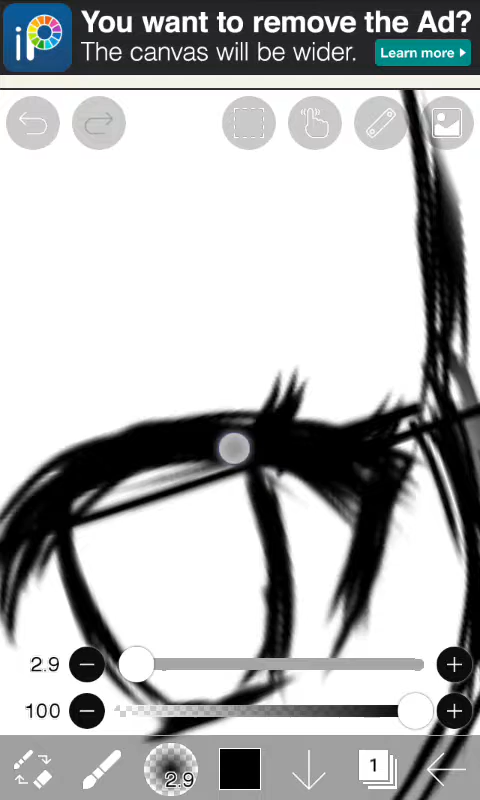 iP
You want to remove the Ad?
The canvas will be wider.
Learn more
2.9
100
2.9
1